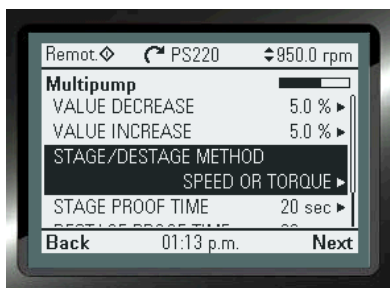 Remot. PS220 950.0 rpm
Multipump
VALUE DECREASE 5.0 %
VALUE INCREASE 5.0 %
STAGE/DESTAGE METHOD
SPEED OR TORQUE
STAGE PROOF TIME 20 sec
Back 01:13 p.m. Next